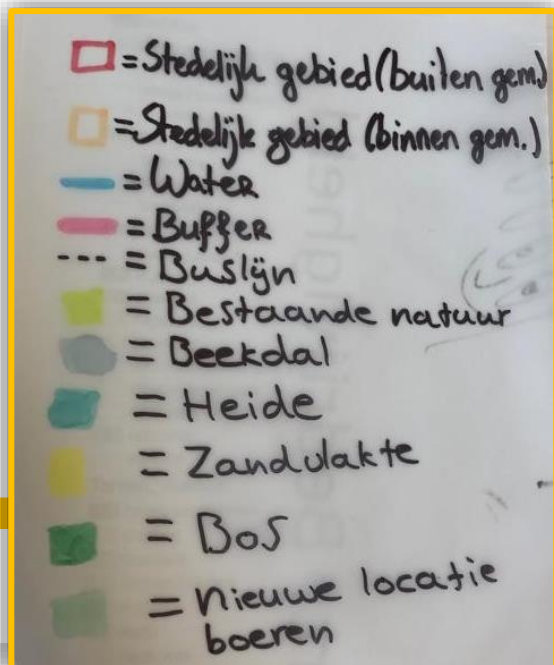 = Stedelijk gebied (buiten gem.)
= Stedelijk gebied (binnen gem.)
= Water
= Buffer
= Buslijn
= Bestaande natuur
= Beekdal
= Heide
= Zandvlakte
= Bos
= nieuwe locatie
boeren